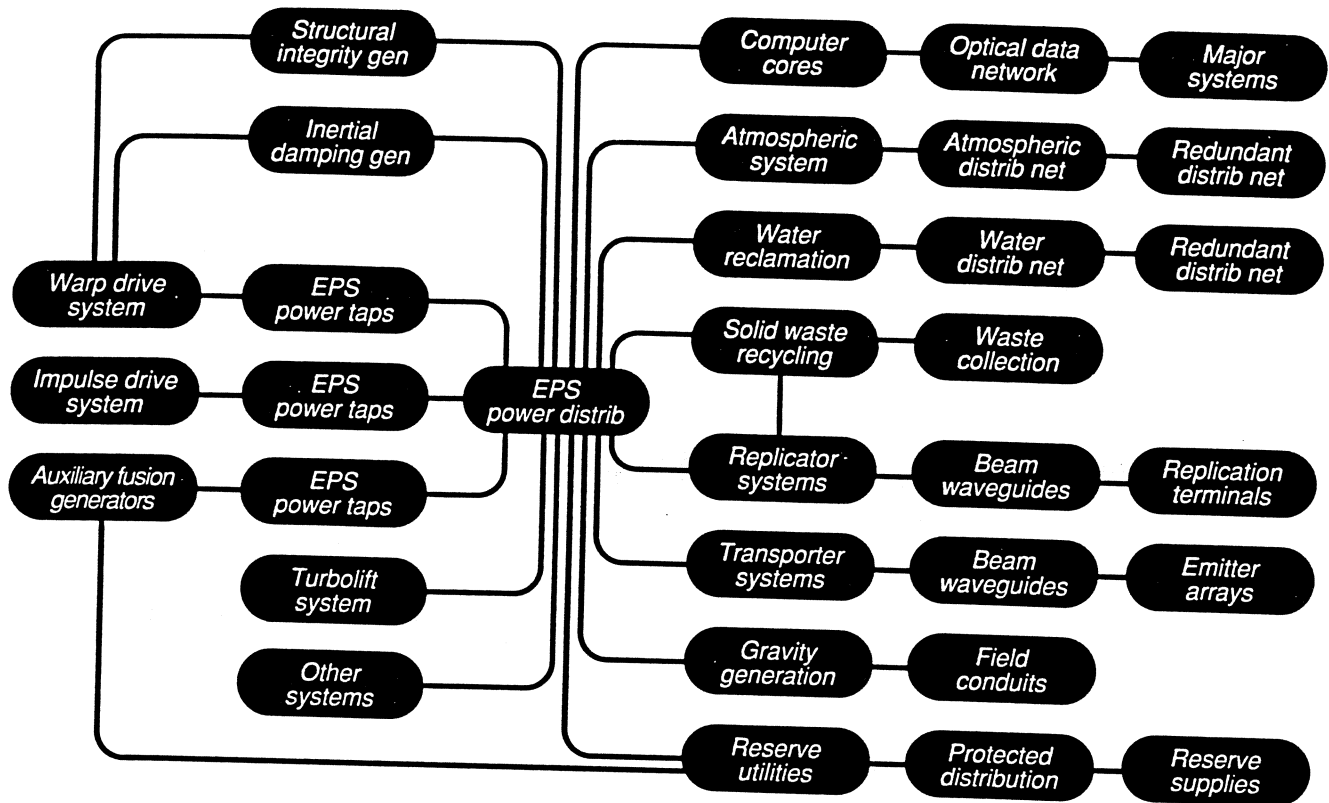 Structural
integrity gen
Inertial
damping gen
Warp drive
system
EPS
power taps
Impulse drive
system
EPS
power taps
Auxiliary fusion
generators
EPS
power taps
Turbolift
system
Other
systems
EPS
power distrib
Computer
cores
Optical data
network
Major
systems
Atmospheric
system
Atmospheric
distrib net
Redundant
distrib net
Water
reclamation
Water
distrib net
Redundant
distrib net
Solid waste
recycling
Waste
collection
Replicator
systems
Beam
waveguides
Replication
terminals
Transporter
systems
Beam
waveguides
Emitter
arrays
Gravity
generation
Field
conduits
Reserve
utilities
Protected
distribution
Reserve
supplies